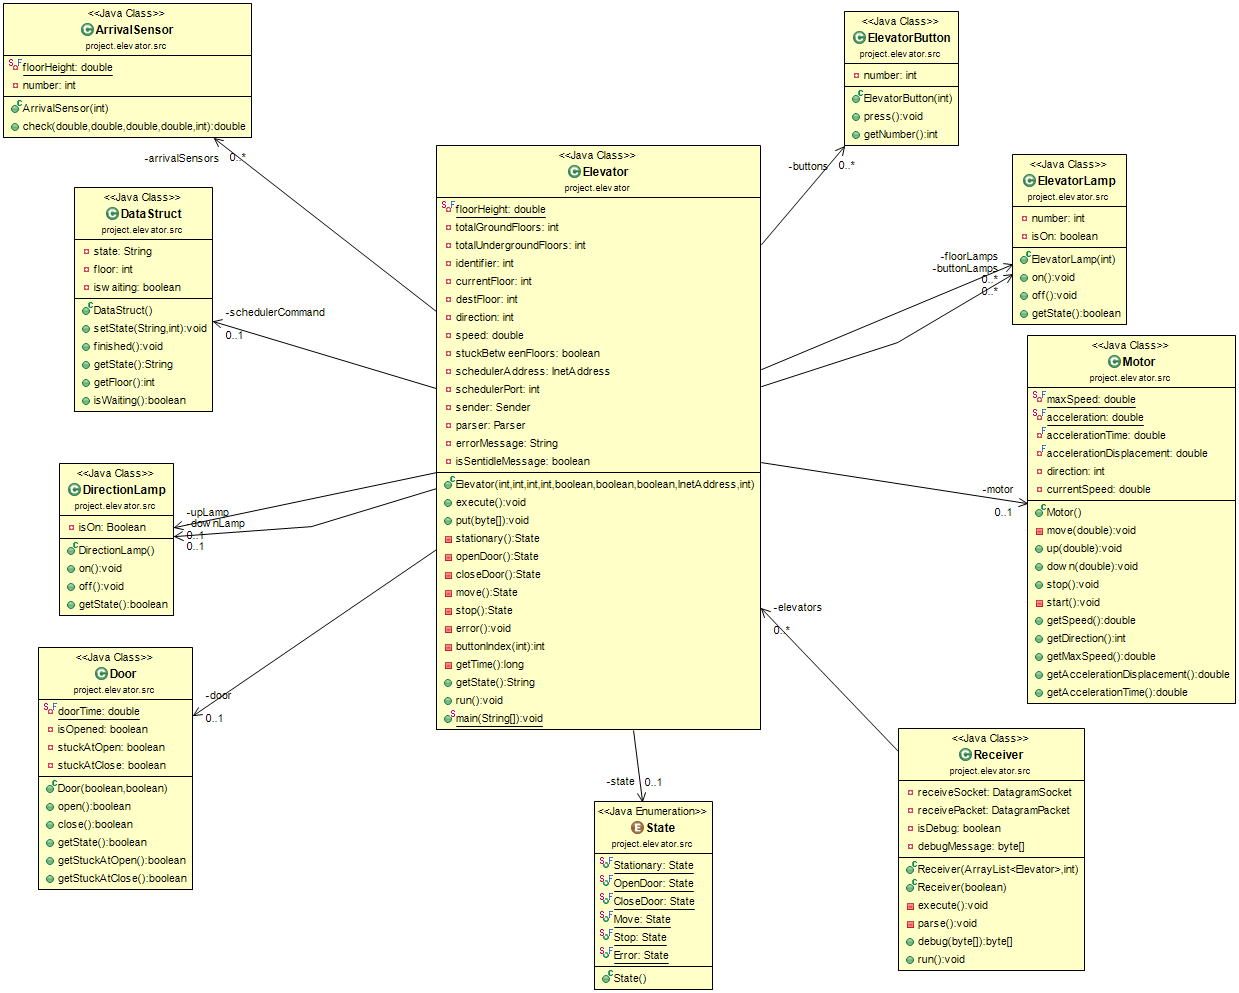 <<Java Class>>
ArrivalSensor
project.elevator.src
floorHeight: double
number: int
ArrivalSensor(int)
check(double,double,double,double,int):double
-arrivalSensors
0..*
<<Java Class>>
DataStruct
project.elevator.src
state: String
floor: int
iswaiting: boolean
DataStruct()
setState(String,int):void
finished():void
getState():String
getFloor():int
isWaiting():boolean
-schedulerCommand
0..1
<<Java Class>>
DirectionLamp
project.elevator.src
isOn: Boolean
DirectionLamp()
on():void
off():void
getState():boolean
-upLamp
-downLamp
0..1
0..1
<<Java Class>>
Door
project.elevator.src
doorTime: double
isOpened: boolean
stuckAtOpen: boolean
stuckAtClose: boolean
Door(boolean,boolean)
open():boolean
close():boolean
getState():boolean
getStuckAtOpen():boolean
getStuckAtClose():boolean
-door
0..1
<<Java Class>>
Elevator
project.elevator
floorHeight: double
totalGroundFloors: int
totalUndergroundFloors: int
identifier: int
currentFloor: int
destFloor: int
direction: int
speed: double
stuckBetweenFloors: boolean
schedulerAddress: InetAddress
schedulerPort: int
sender: Sender
parser: Parser
errorMessage: String
isSentIdleMessage: boolean
Elevator(int,int,int,int,boolean,boolean,boolean,InetAddress,int)
execute():void
put(byte[]):void
stationary():State
openDoor():State
closeDoor():State
move():State
stop():State
error():void
buttonIndex(int):int
getTime():long
getState():String
run():void
main(String[]):void
-state
0..1
<<Java Enumeration>>
State
project.elevator.src
Stationary: State
OpenDoor: State
CloseDoor: State
Move: State
Stop: State
Error: State
State()
<<Java Class>>
ElevatorButton
project.elevator.src
number: int
ElevatorButton(int)
press():void
getNumber():int
-buttons
0..*
<<Java Class>>
ElevatorLamp
project.elevator.src
number: int
isOn: boolean
ElevatorLamp(int)
on():void
off():void
getState():boolean
-floorLamps
-buttonLamps
0..*
0..*
<<Java Class>>
Motor
project.elevator.src
maxSpeed: double
acceleration: double
accelerationTime: double
accelerationDisplacement: double
direction: int
currentSpeed: double
Motor()
move(double):void
up(double):void
down(double):void
stop():void
start():void
getSpeed():double
getDirection():int
getMaxSpeed():double
getAccelerationDisplacement():double
getAccelerationTime():double
-motor
0..1
-elevators
0..*
<<Java Class>>
Receiver
project.elevator.src
receiveSocket: DatagramSocket
receivePacket: DatagramPacket
isDebug: boolean
debugMessage: byte[]
Receiver(ArrayList<Elevator>,int)
Receiver(boolean)
execute():void
parse():void
debug(byte[]):byte[]
run():void